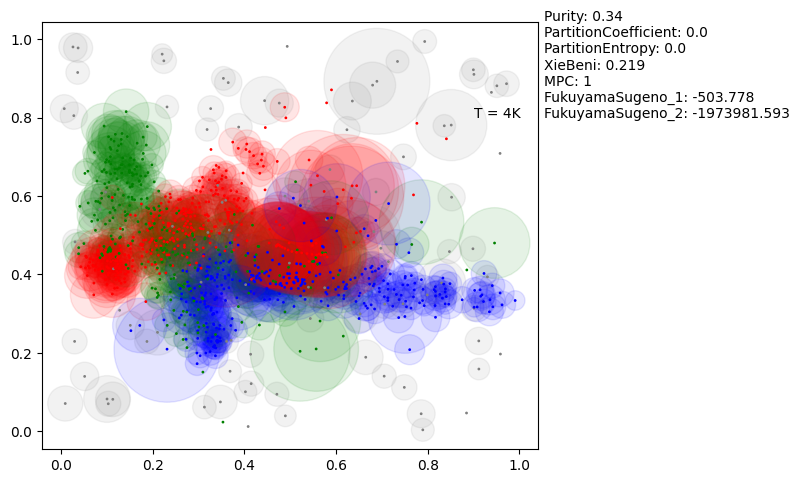 Purity: 0.34
PartitionCoefficient: 0.0
PartitionEntropy: 0.0
XieBeni: 0.219
MPC: 1
FukuyamaSugeno_1: -503.778
FukuyamaSugeno_2: -1973981.593
T = 4K
1.0
0.8
0.6
0.4
0.2
0.0
0.0 0.2 0.4 0.6 0.8 1.0